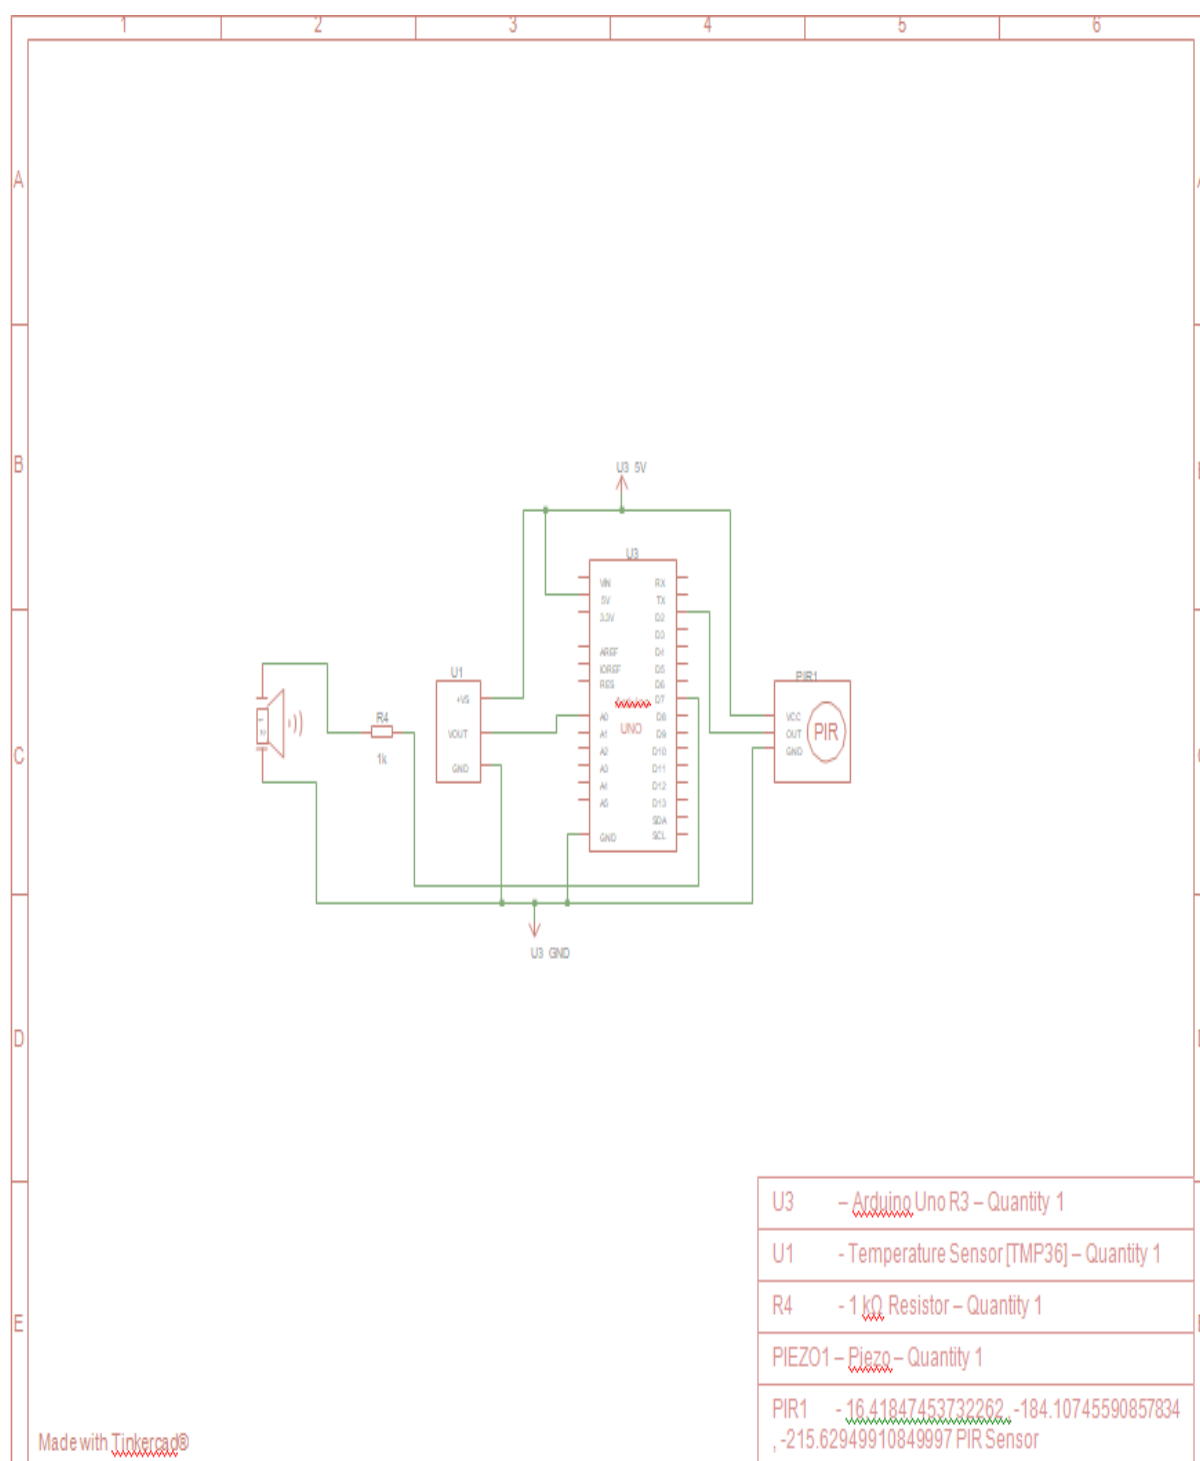 1 2 3 4 5 6
A
B
C
D
E
U3 5V
U3
VIN RX
5V TX
3.3V D2
D3
AREF D4
IOREF D5
RES D6
D7
A0 D8
A1 D9
A2 D10
A3 D11
A4 D12
A5 D13
SDA
GND SCL
UNO
U1
+VS
VOUT
GND
R4
1k
1
2
PIR1
VCC
OUT
GND
PIR
U3 GND
U3 – Arduino Uno R3 – Quantity 1
U1 - Temperature Sensor [TMP36] – Quantity 1
R4 - 1 kΩ Resistor – Quantity 1
PIEZO1 – Piezo – Quantity 1
PIR1 - 16.41847453732262 , -184.10745590857834
, -215.62949910849997 PIR Sensor
Made with Tinkercad®